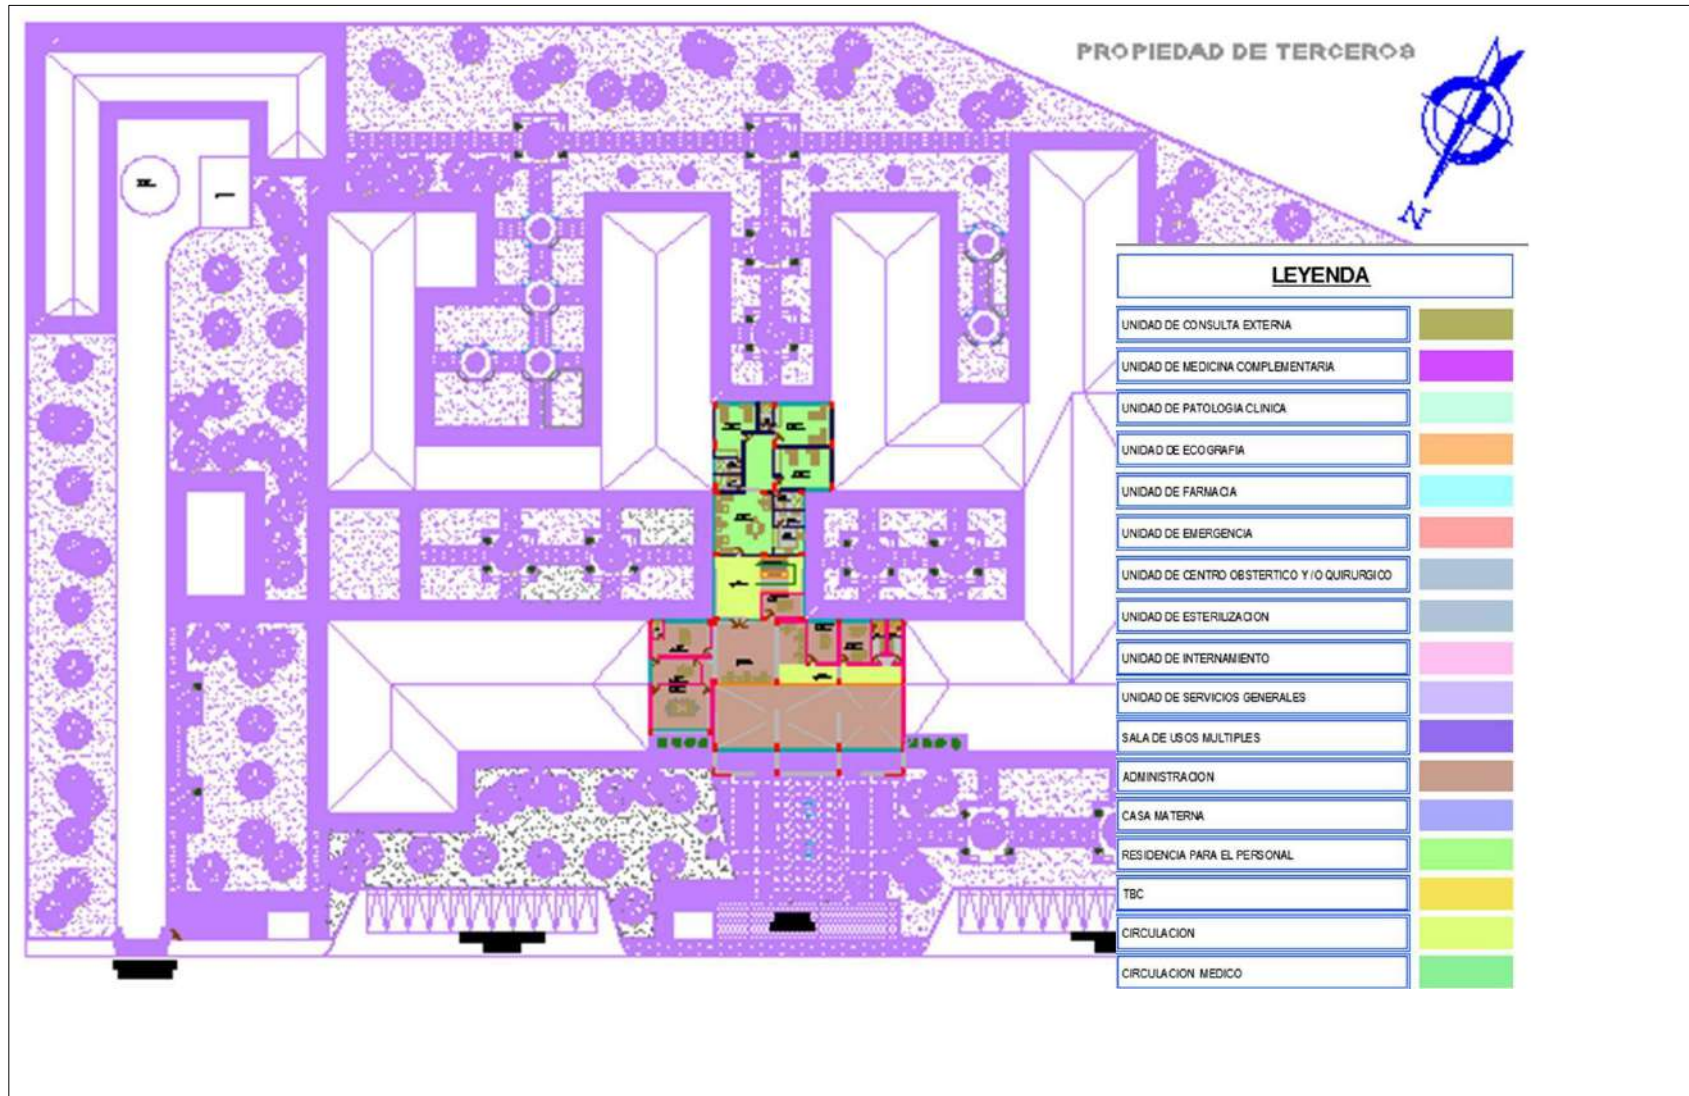 PROPIEDAD DE TERCEROS
N
LEYENDA
UNIDAD DE CONSULTA EXTERNA
UNIDAD DE MEDICINA COMPLEMENTARIA
UNIDAD DE PATOLOGIA CLINICA
UNIDAD DE ECOGRAFIA
UNIDAD DE FARMACIA
UNIDAD DE EMERGENCIA
UNIDAD DE CENTRO OBSTERTICO Y/O QUIRURGICO
UNIDAD DE ESTERILIZACION
UNIDAD DE INTERNAMIENTO
UNIDAD DE SERVICIOS GENERALES
SALA DE USOS MULTIPLES
ADMINISTRACION
CASA MATERNA
RESIDENCIA PARA EL PERSONAL
TBC
CIRCULACION
CIRCULACION MEDICO